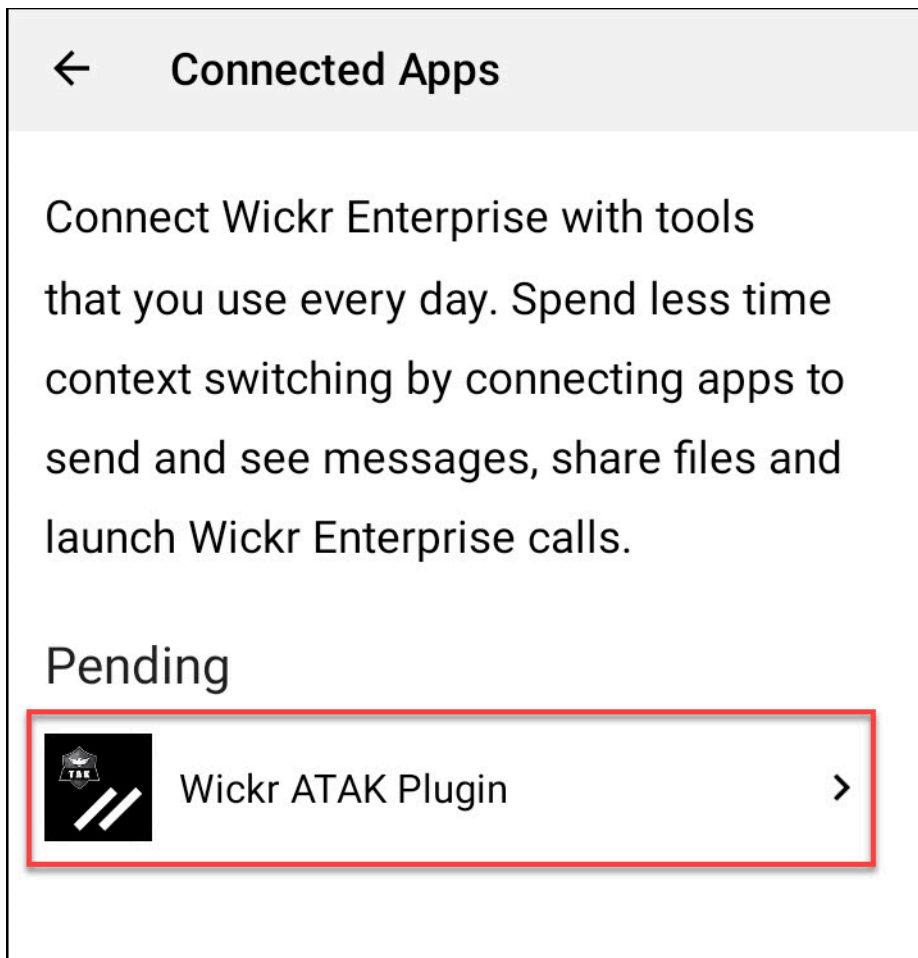 Connected Apps
Connect Wickr Enterprise with tools
that you use every day. Spend less time
context switching by connecting apps to
send and see messages, share files and
launch Wickr Enterprise calls.
Pending
TAK
Wickr ATAK Plugin